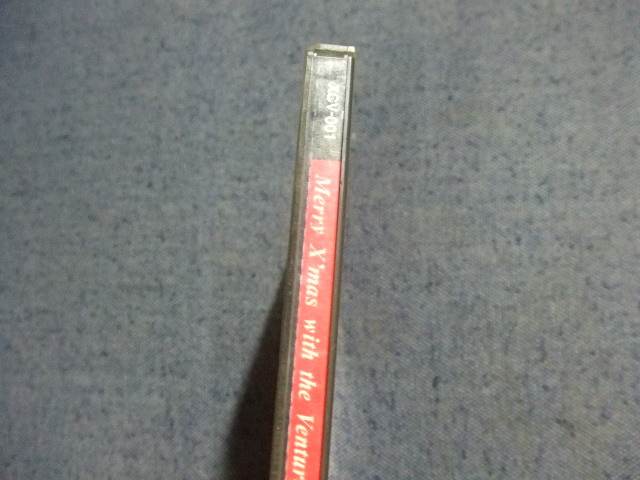 Merry X'mas with the Ventur